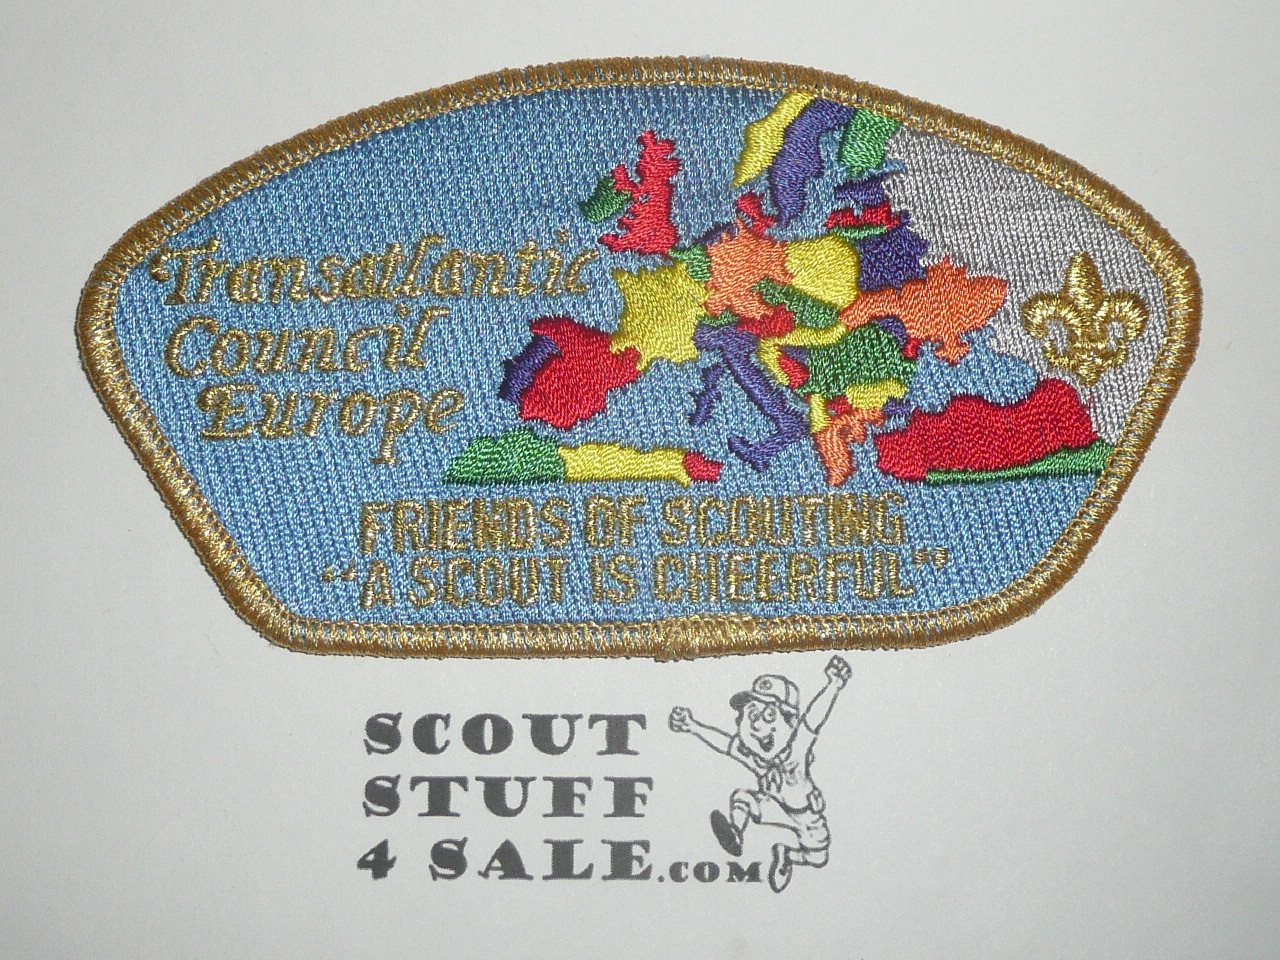 Transatlantic
Council
Europe
FRIENDS OF SCOUTING
"A SCOUT IS CHEERFUL"
SCOUT
STUFF
4 SALE.COM